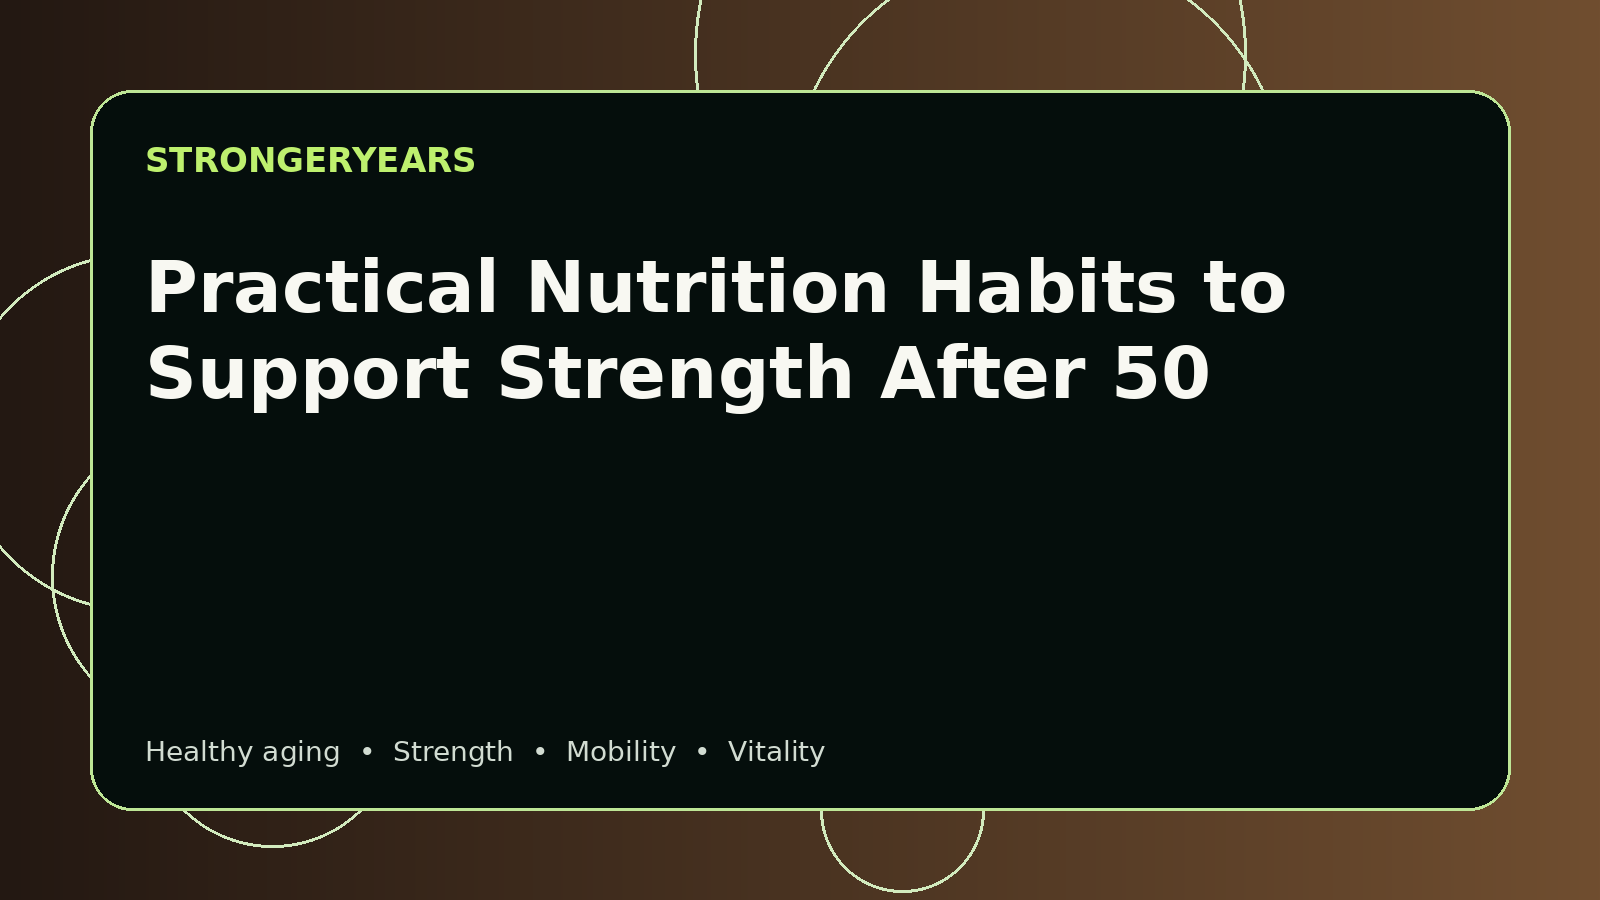 STRONGERYEARS
Practical Nutrition Habits to
Support Strength After 50
Healthy aging • Strength • Mobility • Vitality